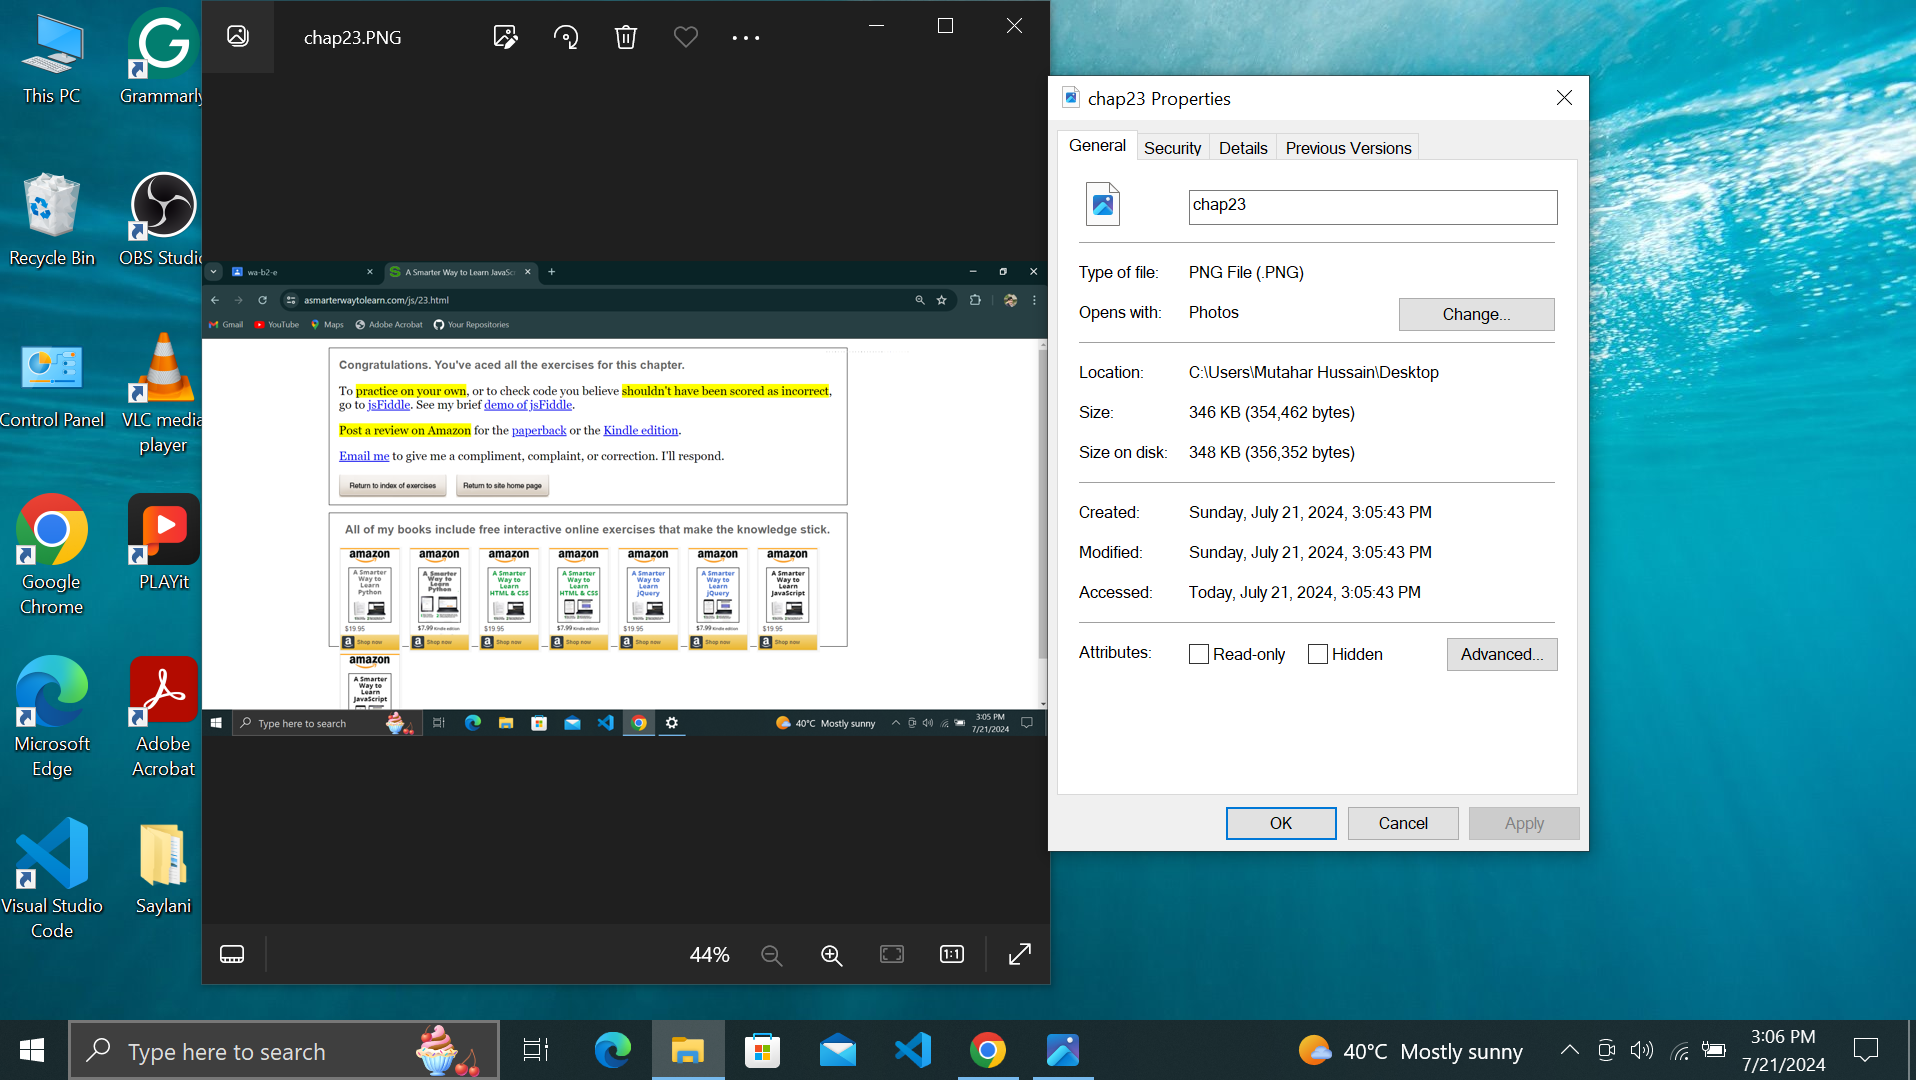 This PC
Grammarly
Recycle Bin
OBS Studio
Control Panel
VLC media
player
Google
Chrome
PLAYit
Microsoft
Edge
Adobe
Acrobat
Visual Studio
Code
Saylani
chap23.PNG
wa-b2-e
A Smarter Way to Learn JavaSc
asmarterwaytolearn.com/js/23.html
Gmail
YouTube
Maps
Adobe Acrobat
Your Repositories
Congratulations. You've aced all the exercises for this chapter.
To practice on your own, or to check code you believe shouldn't have been scored as incorrect,
go to jsFiddle. See my brief demo of jsFiddle.
Post a review on Amazon for the paperback or the Kindle edition.
Email me to give me a compliment, complaint, or correction. I'll respond.
Return to index of exercises
Return to site home page
All of my books include free interactive online exercises that make the knowledge stick.
amazon
A Smarter
Way to
Learn
Python
$19.95
a Shop now
amazon
A Smarter
Way to
Learn
Python
$7.99 Kindle edition
a Shop now
amazon
A Smarter
Way to
Learn
HTML & CSS
$19.95
a Shop now
amazon
A Smarter
Way to
Learn
HTML & CSS
$7.99 Kindle edition
a Shop now
amazon
A Smarter
Way to
Learn
jQuery
$19.95
a Shop now
amazon
A Smarter
Way to
Learn
jQuery
$7.99 Kindle edition
a Shop now
amazon
A Smarter
Way to
Learn
JavaScript
$19.95
a Shop now
amazon
A Smarter
Way to
Learn
JavaScript
Type here to search
40°C Mostly sunny
3:05 PM
7/21/2024
44%
1:1
chap23 Properties
General
Security
Details
Previous Versions
chap23
Type of file: PNG File (.PNG)
Opens with: Photos
Change...
Location: C:\Users\Mutahar Hussain\Desktop
Size: 346 KB (354,462 bytes)
Size on disk: 348 KB (356,352 bytes)
Created: Sunday, July 21, 2024, 3:05:43 PM
Modified: Sunday, July 21, 2024, 3:05:43 PM
Accessed: Today, July 21, 2024, 3:05:43 PM
Attributes: Read-only Hidden
Advanced...
OK
Cancel
Apply
Type here to search
40°C Mostly sunny
3:06 PM
7/21/2024